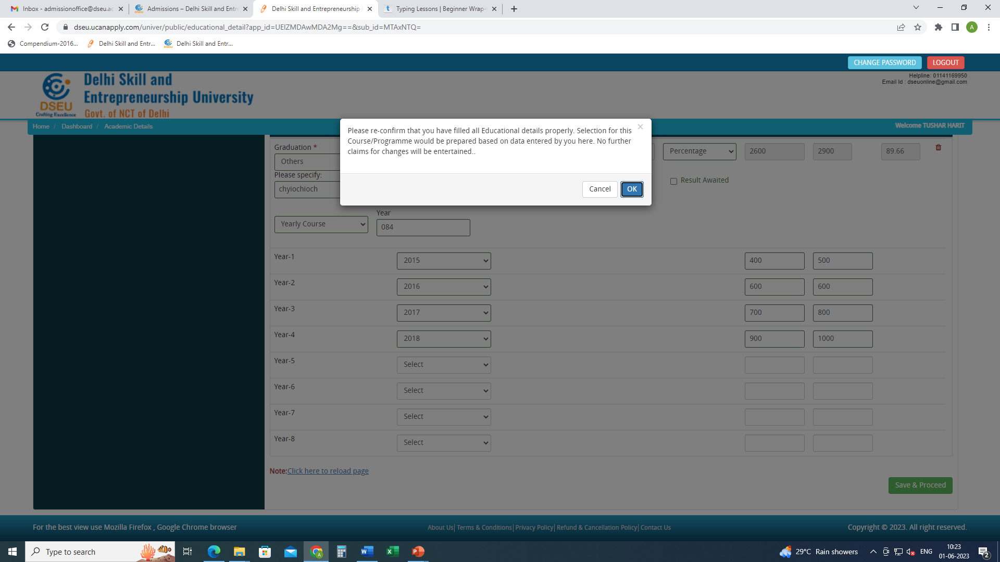 Inbox - admissionoffice@dseu.ac
Admissions – Delhi Skill and Entr
Delhi Skill and Entrepreneurship
Typing Lessons | Beginner Wrap-
dseu.ucanapply.com/univer/public/educational_detail?app_id=UElZMDAwMDA2Mg==&sub_id=MTAxNTQ=
A
Compendium-2016...
Delhi Skill and Entr...
Delhi Skill and Entr...
CHANGE PASSWORD
LOGOUT
DSEU
Crafting Excellence
Delhi Skill and
Entrepreneurship University
Govt. of NCT of Delhi
Helpline: 01141169950
Email Id : dseuonline@gmail.com
Home / Dashboard / Academic Details
Welcome TUSHAR HARIT
Please re-confirm that you have filled all Educational details properly. Selection for this
Course/Programme would be prepared based on data entered by you here. No further
claims for changes will be entertained..
Cancel
OK
Graduation *
Others
Percentage
2600
2900
89.66
Please specify:
chyiochioch
Result Awaited
Year
Yearly Course
084
Year-1 2015 400 500
Year-2 2016 600 600
Year-3 2017 700 800
Year-4 2018 900 1000
Year-5 Select
Year-6 Select
Year-7 Select
Year-8 Select
Note:Click here to reload page
Save & Proceed
For the best view use Mozilla Firefox , Google Chrome browser
About Us| Terms & Conditions| Privacy Policy| Refund & Cancellation Policy| Contact Us
Copyright © 2023. All right reserved.
Type to search
29°C Rain showers
ENG
10:23
01-06-2023
2